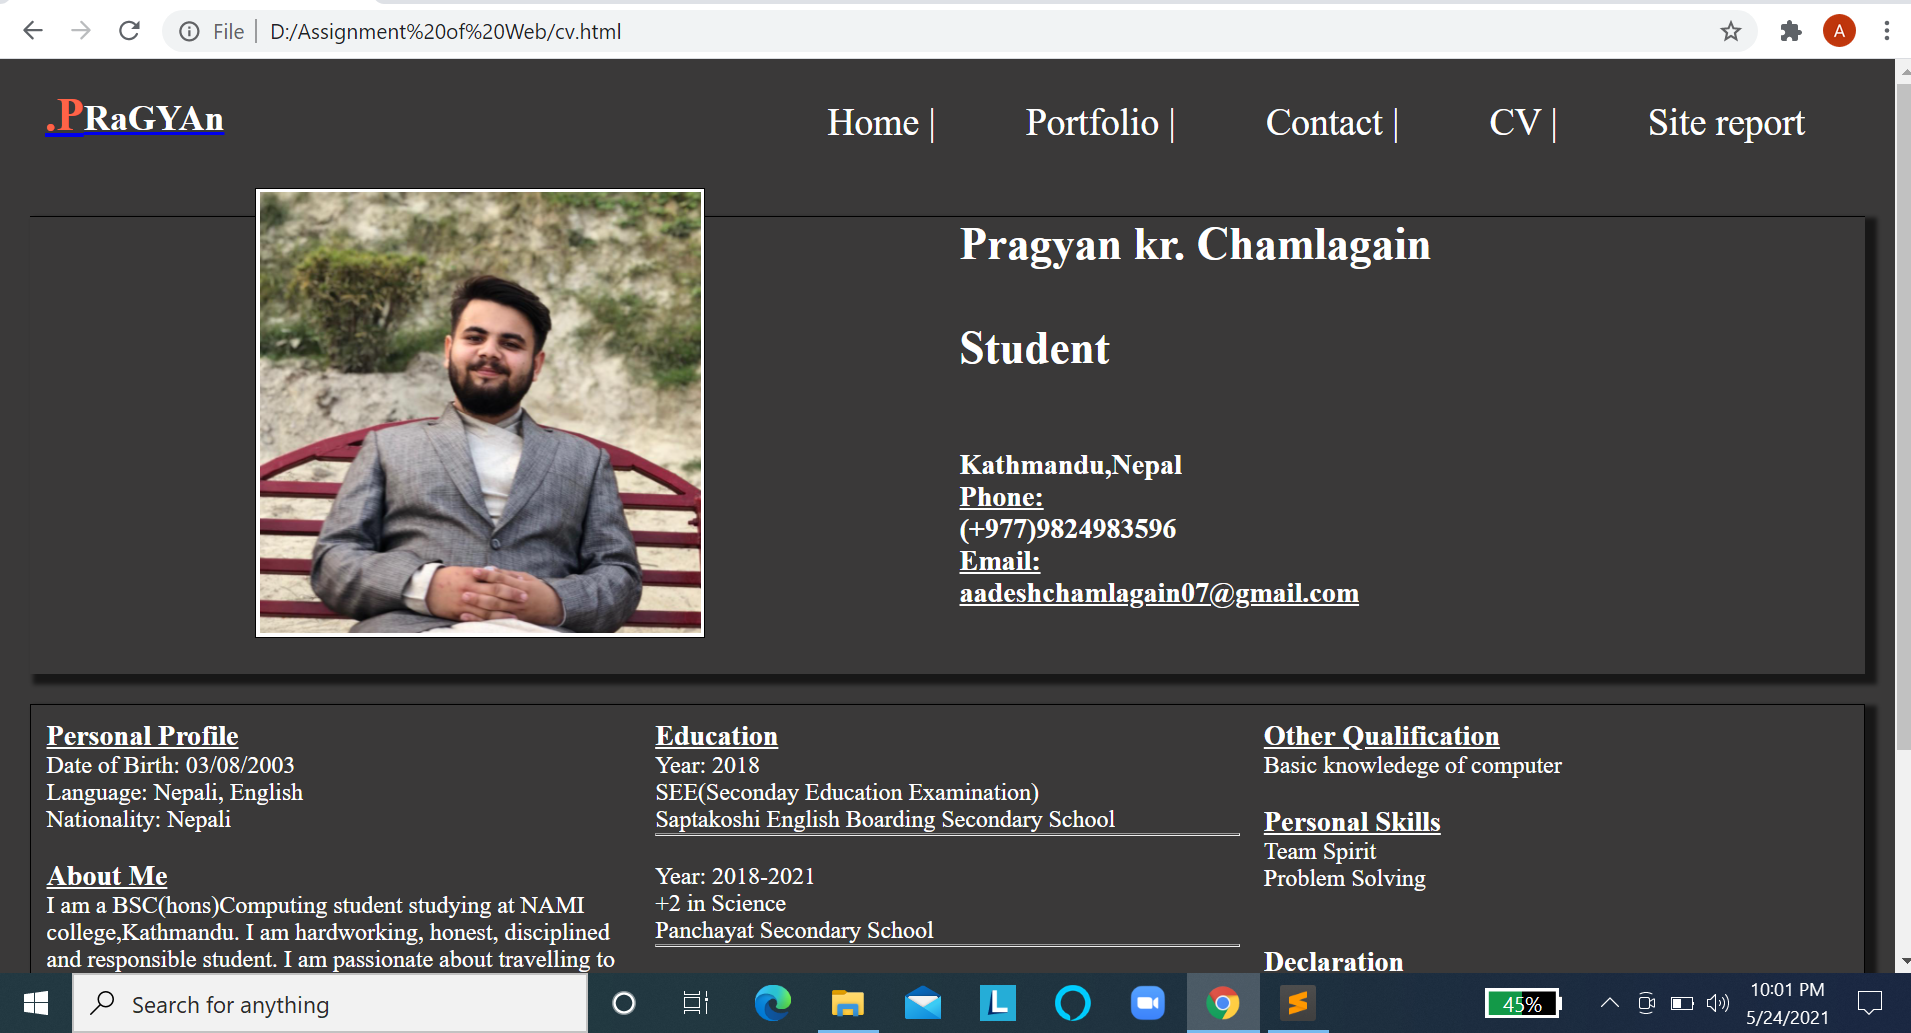 File | D:/Assignment%20of%20Web/cv.html
A
.PRaGYAn
Home |
Portfolio |
Contact |
CV |
Site report
Pragyan kr. Chamlagain
Student
Kathmandu,Nepal
Phone:
(+977)9824983596
Email:
aadeshchamlagain07@gmail.com
Personal Profile
Date of Birth: 03/08/2003
Language: Nepali, English
Nationality: Nepali
About Me
I am a BSC(hons)Computing student studying at NAMI
college,Kathmandu. I am hardworking, honest, disciplined
and responsible student. I am passionate about travelling to
Education
Year: 2018
SEE(Seconday Education Examination)
Saptakoshi English Boarding Secondary School
Year: 2018-2021
+2 in Science
Panchayat Secondary School
Other Qualification
Basic knowledege of computer
Personal Skills
Team Spirit
Problem Solving
Declaration
Search for anything
L
45%
10:01 PM
5/24/2021